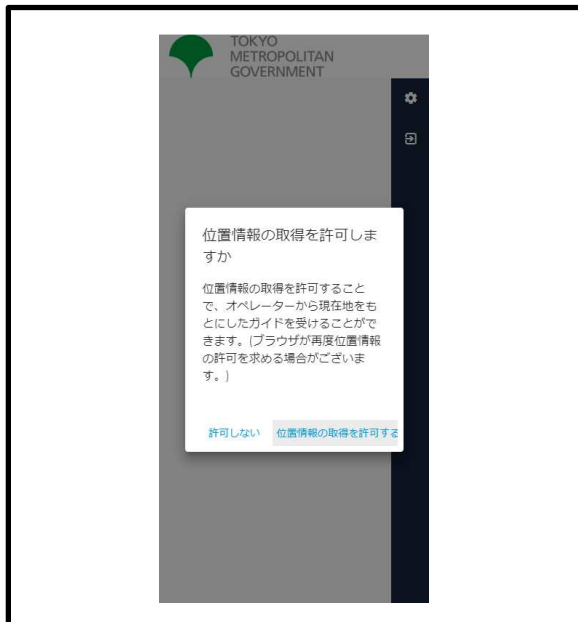 TOKYO
METROPOLITAN
GOVERNMENT
位置情報の取得を許可しま
すか
位置情報の取得を許可すること
で、オペレーターから現在地をも
とにしたガイドを受けることがで
きます。(ブラウザが再度位置情報
の許可を求める場合がございま
す。)
許可しない 位置情報の取得を許可する